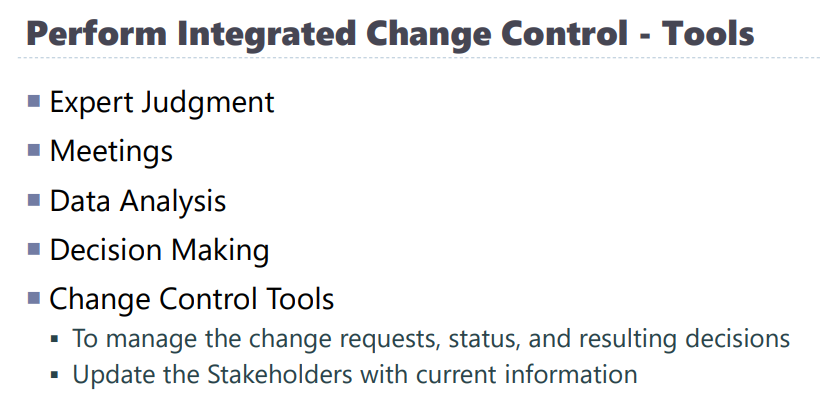 Perform Integrated Change Control - Tools
Expert Judgment
Meetings
Data Analysis
Decision Making
Change Control Tools
To manage the change requests, status, and resulting decisions
Update the Stakeholders with current information